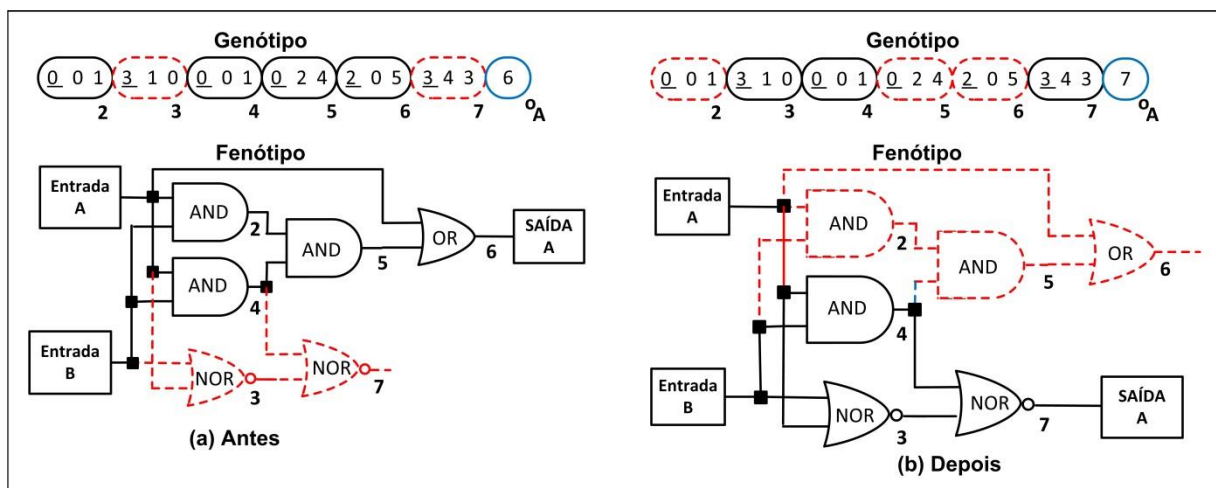 Genótipo
0 0 1 3 1 0 0 0 1 0 2 4 2 0 5 3 4 3 6
2 3 4 5 6 7 OA
Fenótipo
Entrada
A
AND
2
AND
5
OR
6
SAÍDA
A
AND
4
Entrada
B
NOR
3
NOR
7
(a) Antes
Genótipo
0 0 1 3 1 0 0 0 1 0 2 4 2 0 5 3 4 3 7
2 3 4 5 6 7 OA
Fenótipo
Entrada
A
AND
2
AND
5
OR
6
AND
4
Entrada
B
NOR
3
NOR
7
SAÍDA
A
(b) Depois